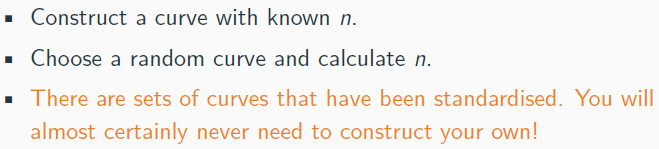 ▪ Construct a curve with known n.
▪ Choose a random curve and calculate n.
▪ There are sets of curves that have been standardised. You will
almost certainly never need to construct your own!